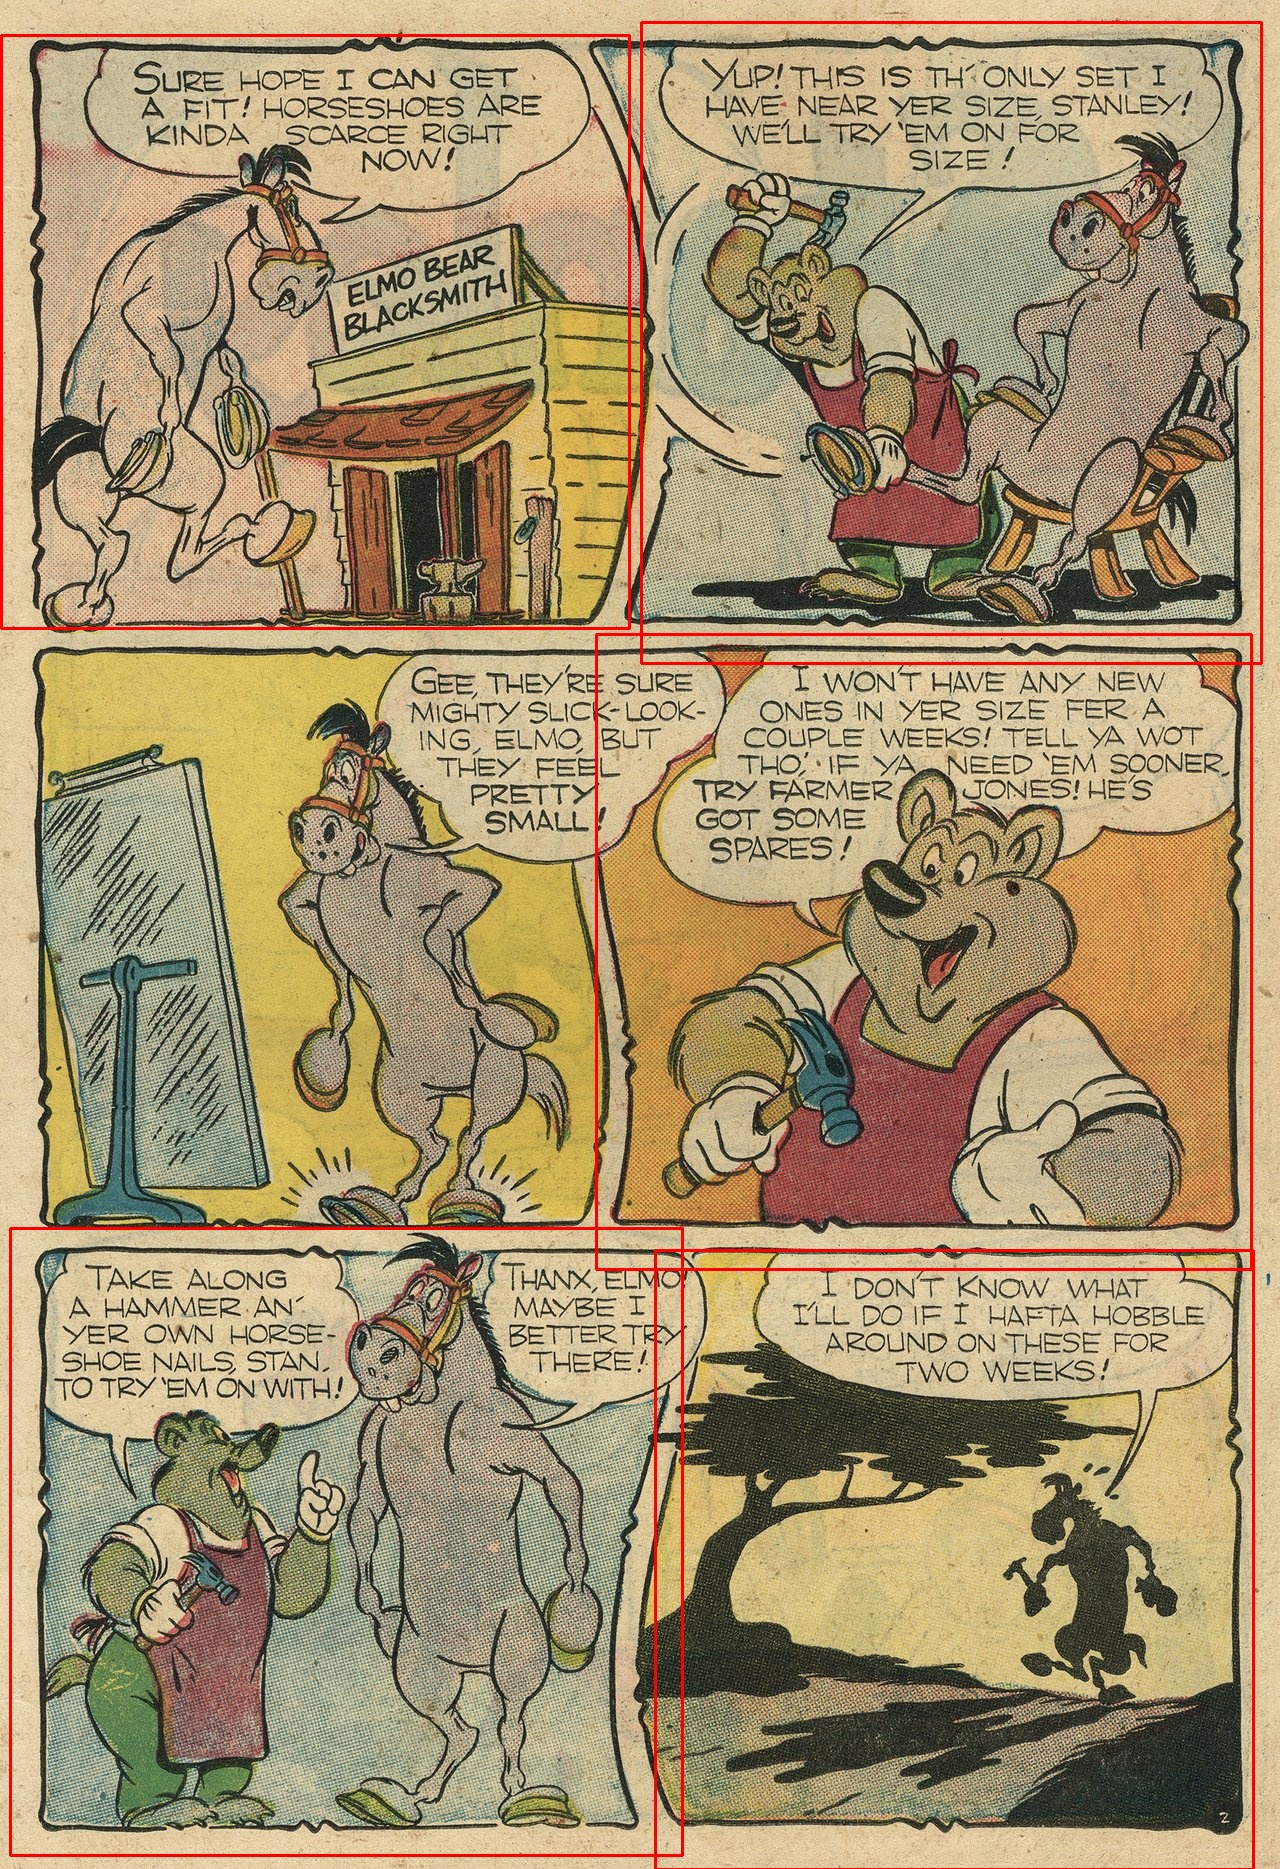 SURE HOPE I CAN GET
A FIT! HORSESHOES ARE
KINDA SCARCE RIGHT
NOW!
ELMO BEAR
BLACKSMITH
YUP! THIS IS TH' ONLY SET I
HAVE NEAR YER SIZE, STANLEY!
WE'LL TRY 'EM ON FOR
SIZE!
GEE, THEY'RE SURE
MIGHTY SLICK-LOOK-
ING, ELMO, BUT
THEY FEEL
PRETTY
SMALL!
I WON'T HAVE ANY NEW
ONES IN YER SIZE FER A
COUPLE WEEKS! TELL YA WOT
THO', IF YA NEED 'EM SOONER,
TRY FARMER JONES! HE'S
GOT SOME
SPARES!
TAKE ALONG
A HAMMER AN'
YER OWN HORSE-
SHOE NAILS, STAN,
TO TRY 'EM ON WITH!
THANX, ELMO!
MAYBE I
BETTER TRY
THERE!
I DON'T KNOW WHAT
I'LL DO IF I HAFTA HOBBLE
AROUND ON THESE FOR
TWO WEEKS!
2